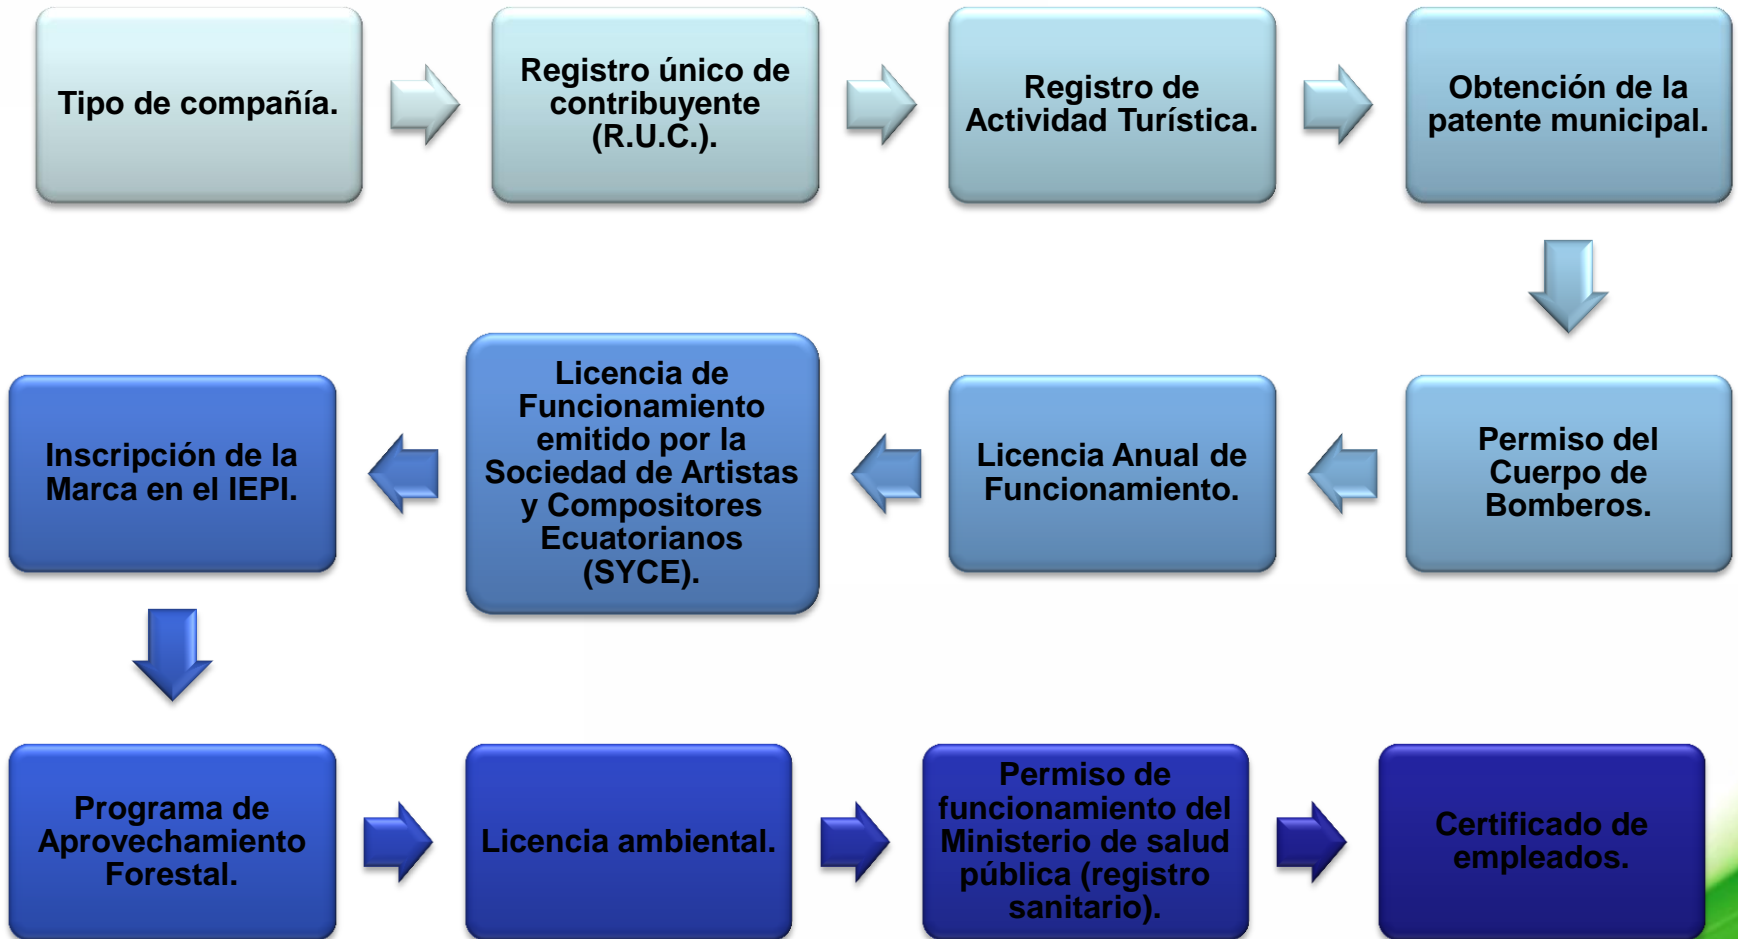 Tipo de compañía.
Registro único de
contribuyente
(R.U.C.).
Registro de
Actividad Turística.
Obtención de la
patente municipal.
Permiso del
Cuerpo de
Bomberos.
Licencia Anual de
Funcionamiento.
Licencia de
Funcionamiento
emitido por la
Sociedad de Artistas
y Compositores
Ecuatorianos
(SYCE).
Inscripción de la
Marca en el IEPI.
Programa de
Aprovechamiento
Forestal.
Licencia ambiental.
Permiso de
funcionamiento del
Ministerio de salud
pública (registro
sanitario).
Certificado de
empleados.